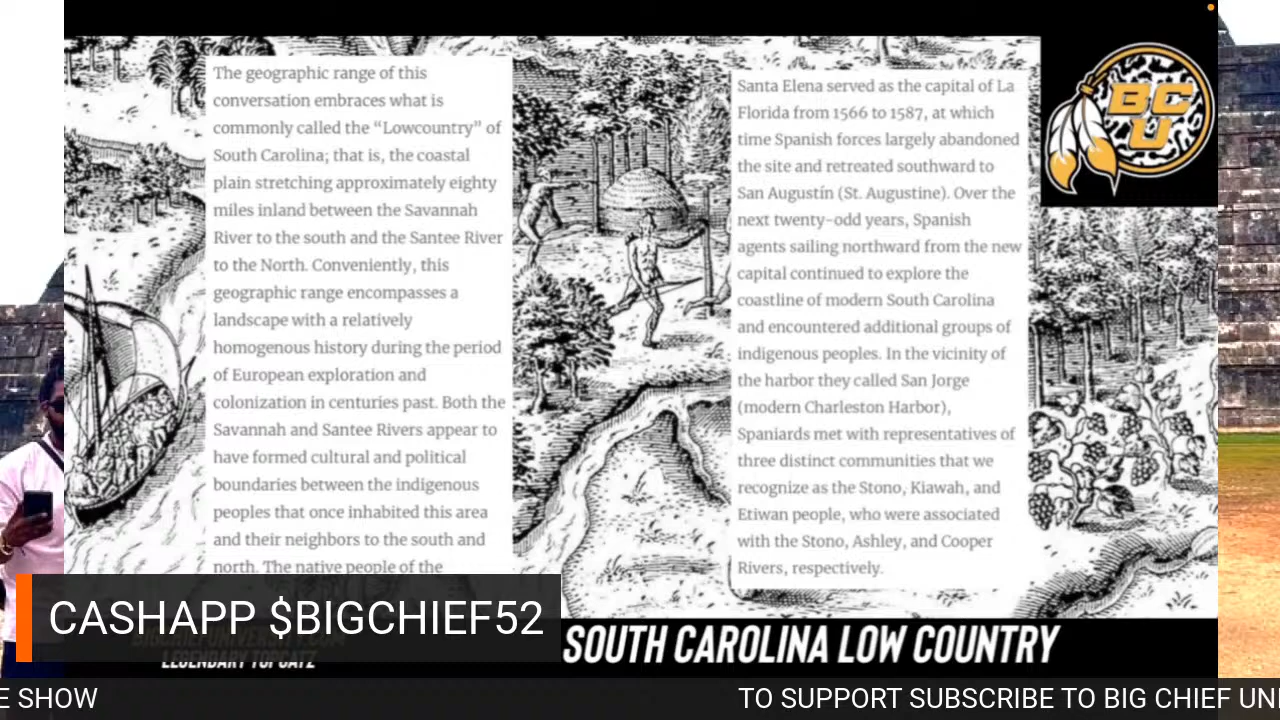 The geographic range of this
conversation embraces what is
commonly called the “Lowcountry” of
South Carolina; that is, the coastal
plain stretching approximately eighty
miles inland between the Savannah
River to the south and the Santee River
to the North. Conveniently, this
geographic range encompasses a
landscape with a relatively
homogenous history during the period
of European exploration and
colonization in centuries past. Both the
Savannah and Santee Rivers appear to
have formed cultural and political
boundaries between the indigenous
peoples that once inhabited this area
and their neighbors to the south and
north. The native people of the
Santa Elena served as the capital of La
Florida from 1566 to 1587, at which
time Spanish forces largely abandoned
the site and retreated southward to
San Augustín (St. Augustine). Over the
next twenty-odd years, Spanish
agents sailing northward from the new
capital continued to explore the
coastline of modern South Carolina
and encountered additional groups of
indigenous peoples. In the vicinity of
the harbor they called San Jorge
(modern Charleston Harbor),
Spaniards met with representatives of
three distinct communities that we
recognize as the Stono, Kiawah, and
Etiwan people, who were associated
with the Stono, Ashley, and Cooper
Rivers, respectively.
BC
U
CASHAPP $BIGCHIEF52
LEGENDARY TOPCATZ
SOUTH CAROLINA LOW COUNTRY
E SHOW
TO SUPPORT SUBSCRIBE TO BIG CHIEF UNI